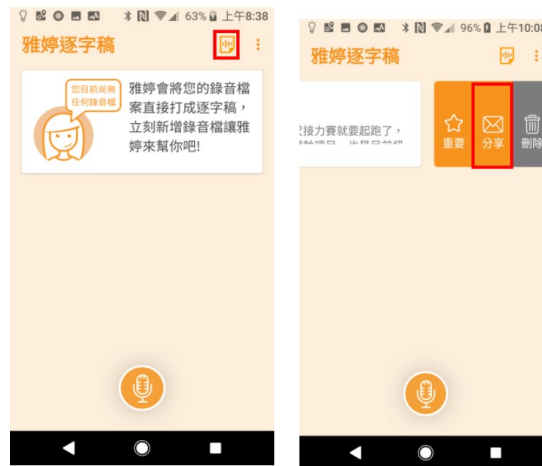 63% 上午8:38
雅婷逐字稿
您目前尚無
任何錄音檔
雅婷會將您的錄音檔
案直接打成逐字稿，
立刻新增錄音檔讓雅
婷來幫你吧!
96% 上午10:08
雅婷逐字稿
接力賽就要起跑了，
重要
分享
刪除